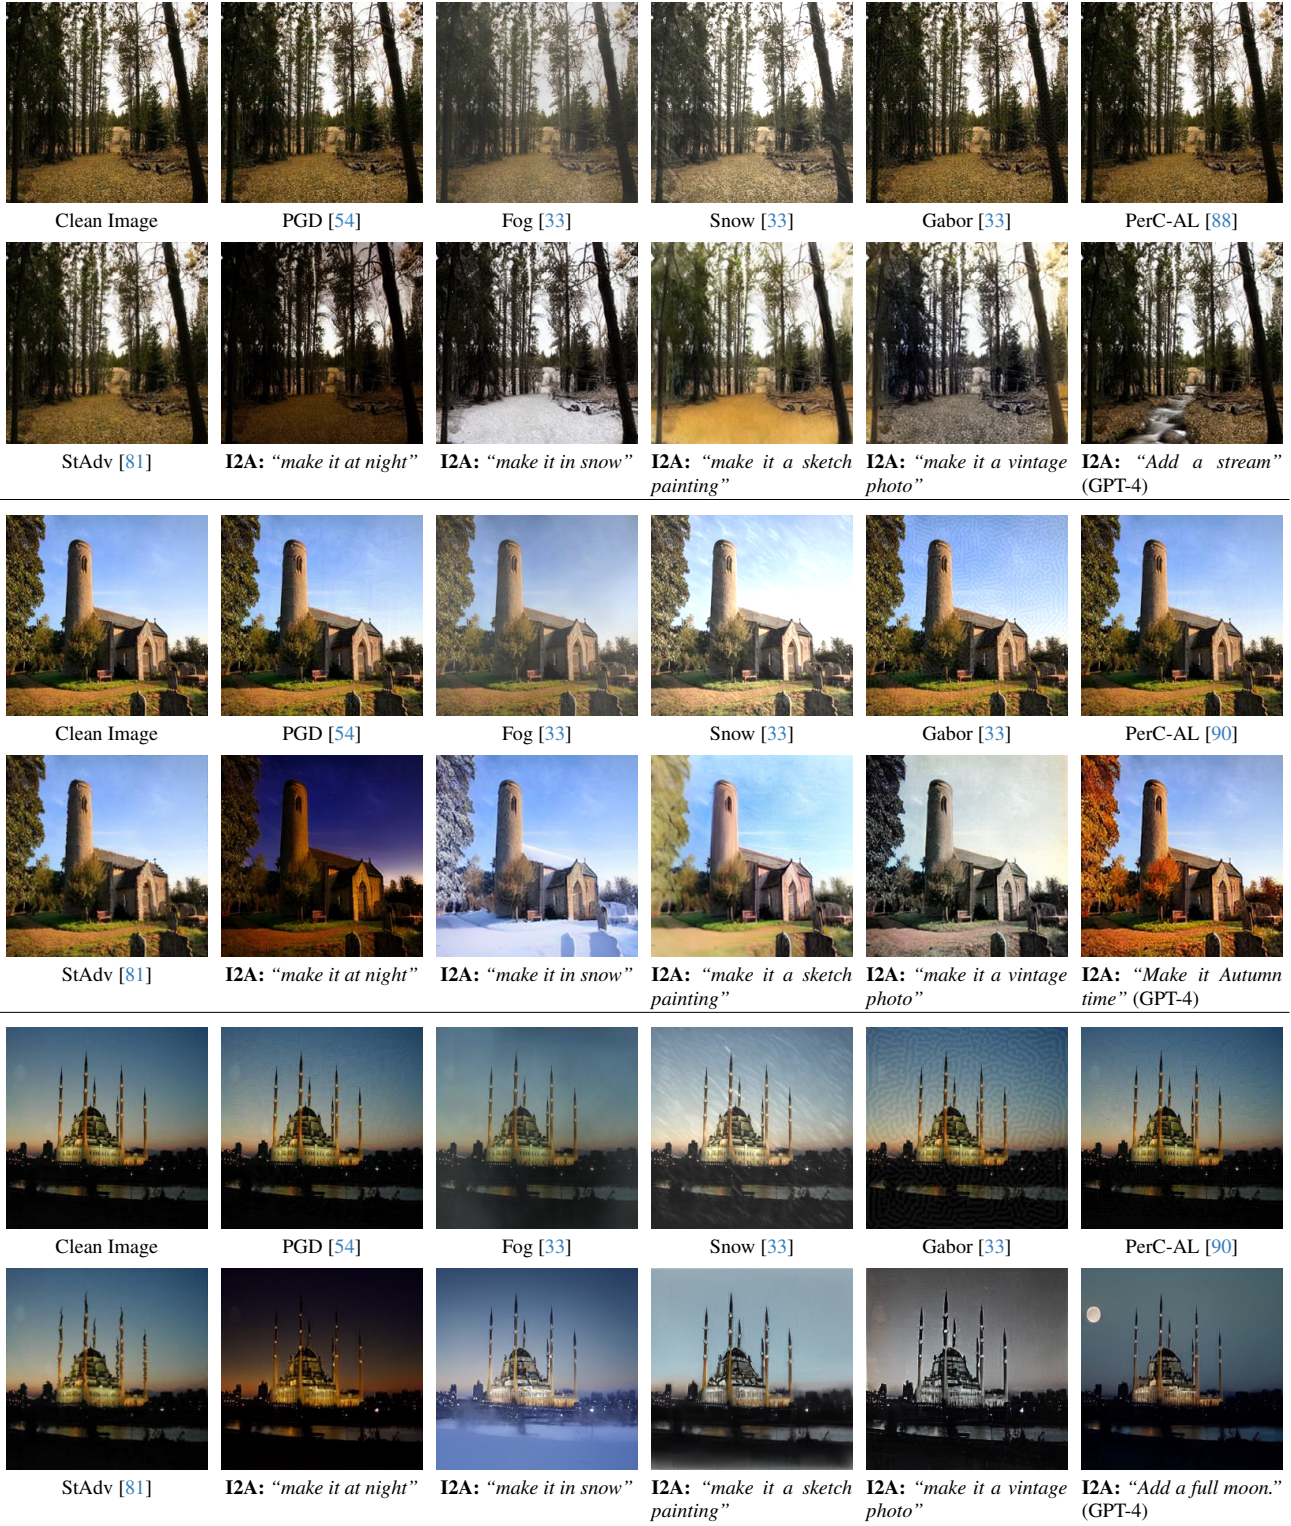 Clean Image
PGD [54]
Fog [33]
Snow [33]
Gabor [33]
PerC-AL [88]
StAdv [81]
I2A: “make it at night”
I2A: “make it in snow”
I2A: “make it a sketch
painting”
I2A: “make it a vintage
photo”
I2A: “Add a stream”
(GPT-4)
Clean Image
PGD [54]
Fog [33]
Snow [33]
Gabor [33]
PerC-AL [90]
StAdv [81]
I2A: “make it at night”
I2A: “make it in snow”
I2A: “make it a sketch
painting”
I2A: “make it a vintage
photo”
I2A: “Make it Autumn
time” (GPT-4)
Clean Image
PGD [54]
Fog [33]
Snow [33]
Gabor [33]
PerC-AL [90]
StAdv [81]
I2A: “make it at night”
I2A: “make it in snow”
I2A: “make it a sketch
painting”
I2A: “make it a vintage
photo”
I2A: “Add a full moon.”
(GPT-4)